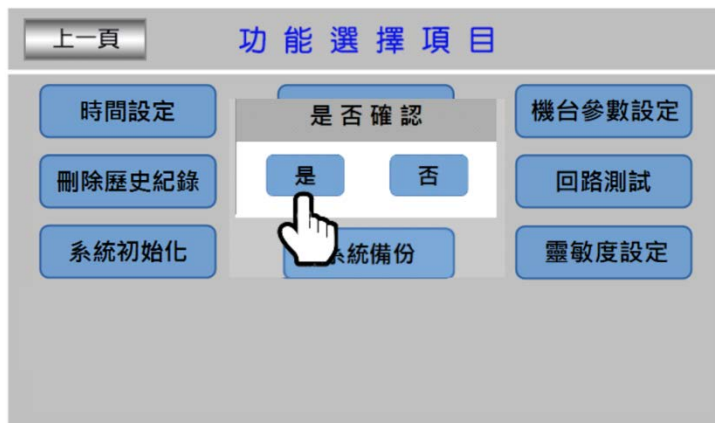 上一頁
功能選擇項目
時間設定
機台參數設定
是否確認
刪除歷史紀錄
是
否
回路測試
系統初始化
系統備份
靈敏度設定